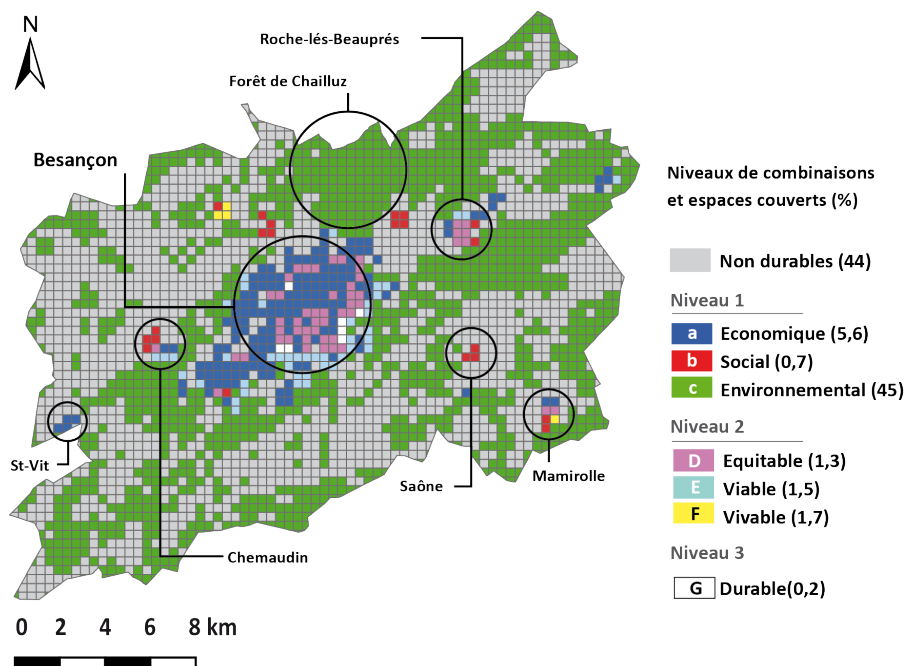 N
Roche-lés-Beauprés
Forêt de Chailluz
Besançon
St-Vit
Chemaudin
Saône
Mamirolle
0 2 4 6 8 km
Niveaux de combinaisons
et espaces couverts (%)
Non durables (44)
Niveau 1
a Economique (5,6)
b Social (0,7)
c Environnemental (45)
Niveau 2
D Equitable (1,3)
E Viable (1,5)
F Vivable (1,7)
Niveau 3
G Durable(0,2)